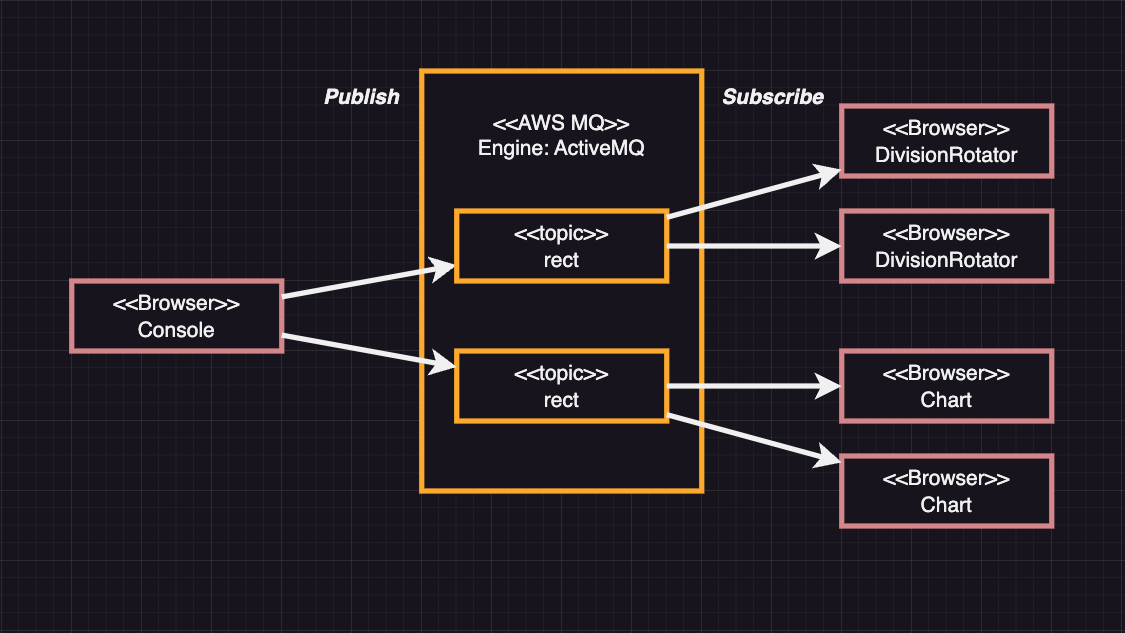 Publish
Subscribe
<<AWS MQ>>
Engine: ActiveMQ
<<Browser>>
DivisionRotator
<<topic>>
rect
<<Browser>>
DivisionRotator
<<Browser>>
Console
<<topic>>
rect
<<Browser>>
Chart
<<Browser>>
Chart